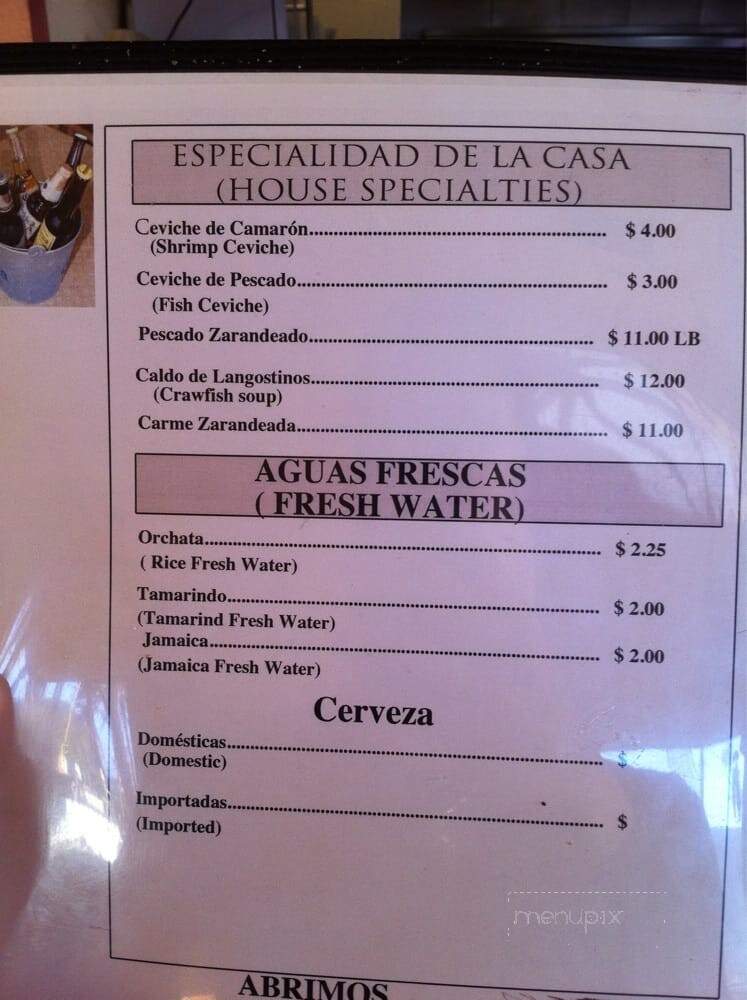 ESPECIALIDAD DE LA CASA
(HOUSE SPECIALTIES)
Ceviche de Camarón............................................................ $ 4.00
(Shrimp Ceviche)
Ceviche de Pescado............................................................... $ 3.00
(Fish Ceviche)
Pescado Zarandeado.......................................................... $ 11.00 LB
Caldo de Langostinos........................................................... $ 12.00
(Crawfish soup)
Carme Zarandeada............................................................... $ 11.00
AGUAS FRESCAS
( FRESH WATER)
Orchata................................................................................ $ 2.25
( Rice Fresh Water)
Tamarindo........................................................................... $ 2.00
(Tamarind Fresh Water)
Jamaica............................................................................... $ 2.00
(Jamaica Fresh Water)
Cerveza
Domésticas........................................................................... $
(Domestic)
Importadas........................................................................... $
(Imported)
menupix
ABRIMOS